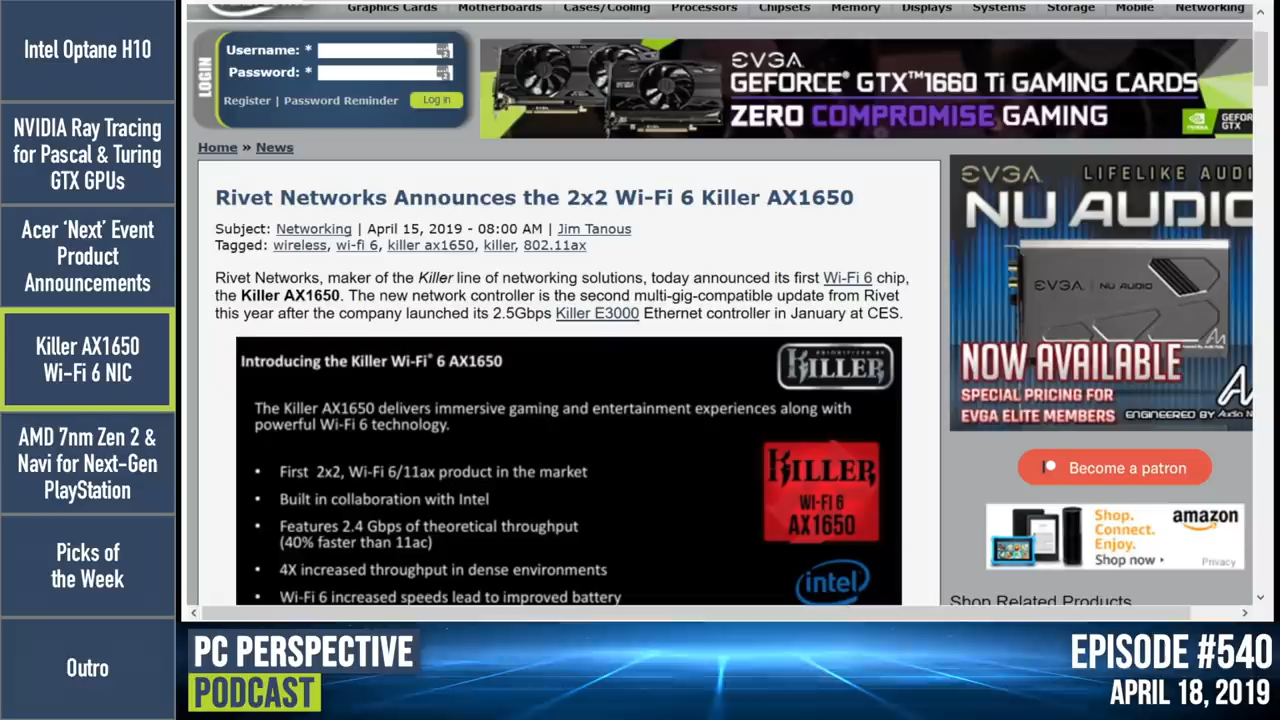 Intel Optane H10
NVIDIA Ray Tracing
for Pascal & Turing
GTX GPUs
Acer ‘Next’ Event
Product
Announcements
Killer AX1650
Wi-Fi 6 NIC
AMD 7nm Zen 2 &
Navi for Next-Gen
PlayStation
Picks of
the Week
Outro
Graphics Cards Motherboards Cases/Cooling Processors Chipsets Memory Displays Systems Storage Mobile Networking
LOGIN
Username: *
Password: *
Register | Password Reminder Log in
EVGA
GEFORCE® GTX™1660 Ti GAMING CARDS
ZERO COMPROMISE GAMING
NVIDIA
GEFOR
GTX
Home » News
Rivet Networks Announces the 2x2 Wi-Fi 6 Killer AX1650
Subject: Networking | April 15, 2019 - 08:00 AM | Jim Tanous
Tagged: wireless, wi-fi 6, killer ax1650, killer, 802.11ax
Rivet Networks, maker of the Killer line of networking solutions, today announced its first Wi-Fi 6 chip,
the Killer AX1650. The new network controller is the second multi-gig-compatible update from Rivet
this year after the company launched its 2.5Gbps Killer E3000 Ethernet controller in January at CES.
Introducing the Killer Wi-Fi® 6 AX1650
PRIORITIZED BY
KILLER
The Killer AX1650 delivers immersive gaming and entertainment experiences along with
powerful Wi-Fi 6 technology.
• First 2x2, Wi-Fi 6/11ax product in the market
• Built in collaboration with Intel
• Features 2.4 Gbps of theoretical throughput
(40% faster than 11ac)
• 4X increased throughput in dense environments
• Wi-Fi 6 increased speeds lead to improved battery
KILLER
WI-FI 6
AX1650
intel
EVGA LIFELIKE AUDI
NU AUDIO
EVGA | NU AUDIO
NOW AVAILABLE
SPECIAL PRICING FOR
EVGA ELITE MEMBERS
ENGINEERED BY Audio N
Become a patron
Shop.
Connect.
Enjoy.
Shop now ›
amazon
Privacy
Shop Related Products
PC PERSPECTIVE
PODCAST
EPISODE #540
APRIL 18, 2019